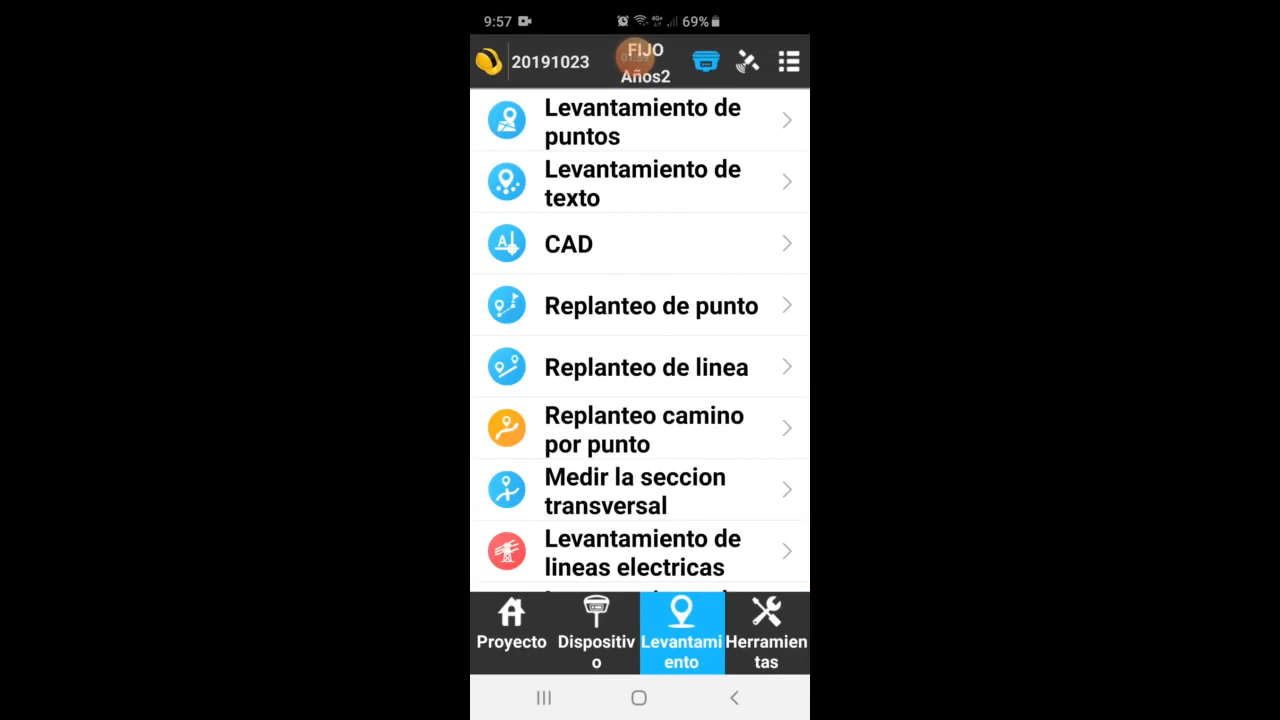 9:57
4G+
69%
20191023
FIJO
Años2
Levantamiento de
puntos
Levantamiento de
texto
CAD
Replanteo de punto
Replanteo de linea
Replanteo camino
por punto
Medir la seccion
transversal
Levantamiento de
lineas electricas
Proyecto
Dispositiv
o
Levantami
ento
Herramien
tas